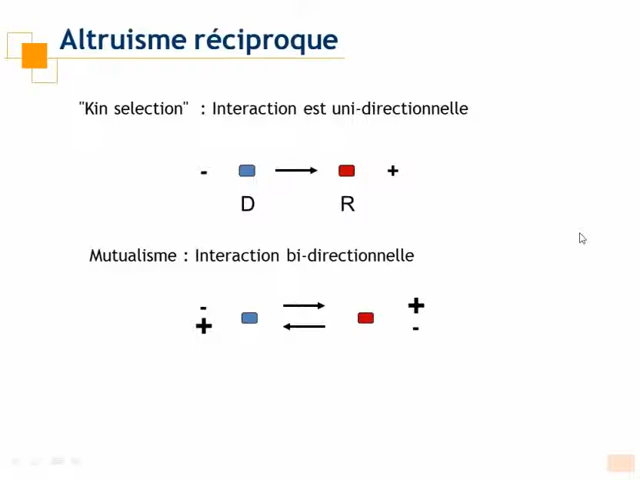 Altruisme réciproque
"Kin selection" : Interaction est uni-directionnelle
- +
D R
Mutualisme : Interaction bi-directionnelle
- +
+ -